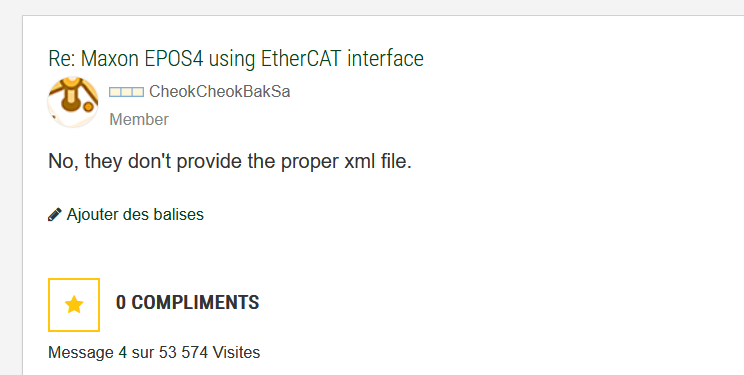 Re: Maxon EPOS4 using EtherCAT interface
CheokCheokBakSa
Member
No, they don't provide the proper xml file.
Ajouter des balises
0 COMPLIMENTS
Message 4 sur 53 574 Visites